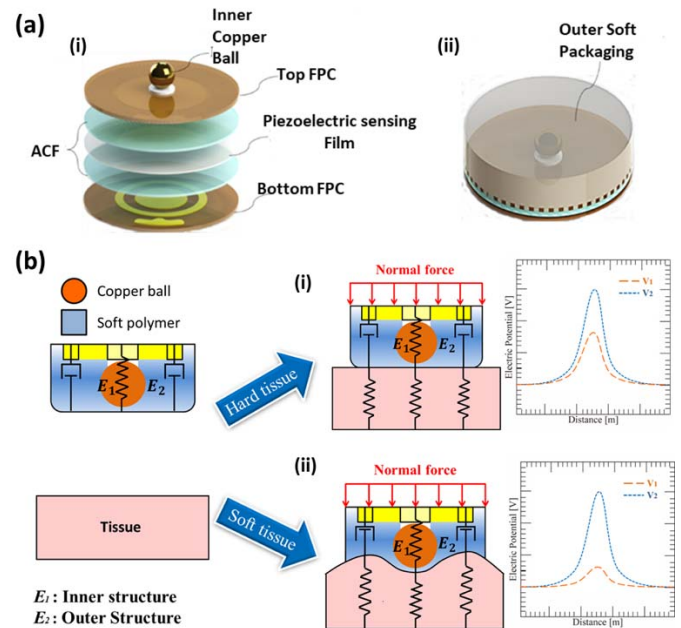 (a)
(i)
Inner
Copper
Ball
Top FPC
ACF
Piezoelectric sensing
Film
Bottom FPC
(ii)
Outer Soft
Packaging
(b)
Copper ball
Soft polymer
E1
E2
Hard tissue
(i)
Normal force
E1
E2
Electric Potential [V]
V1
V2
Distance [m]
Tissue
Soft tissue
(ii)
Normal force
E1
E2
Electric Potential [V]
V1
V2
Distance [m]
E1 : Inner structure
E2 : Outer Structure